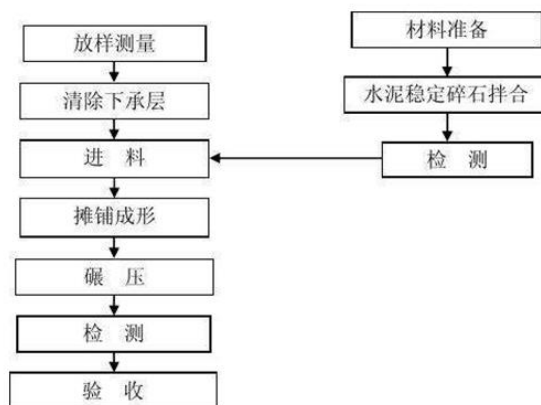 放样测量
清除下承层
进 料
摊铺成形
碾 压
检 测
验 收
材料准备
水泥稳定碎石拌合
检 测